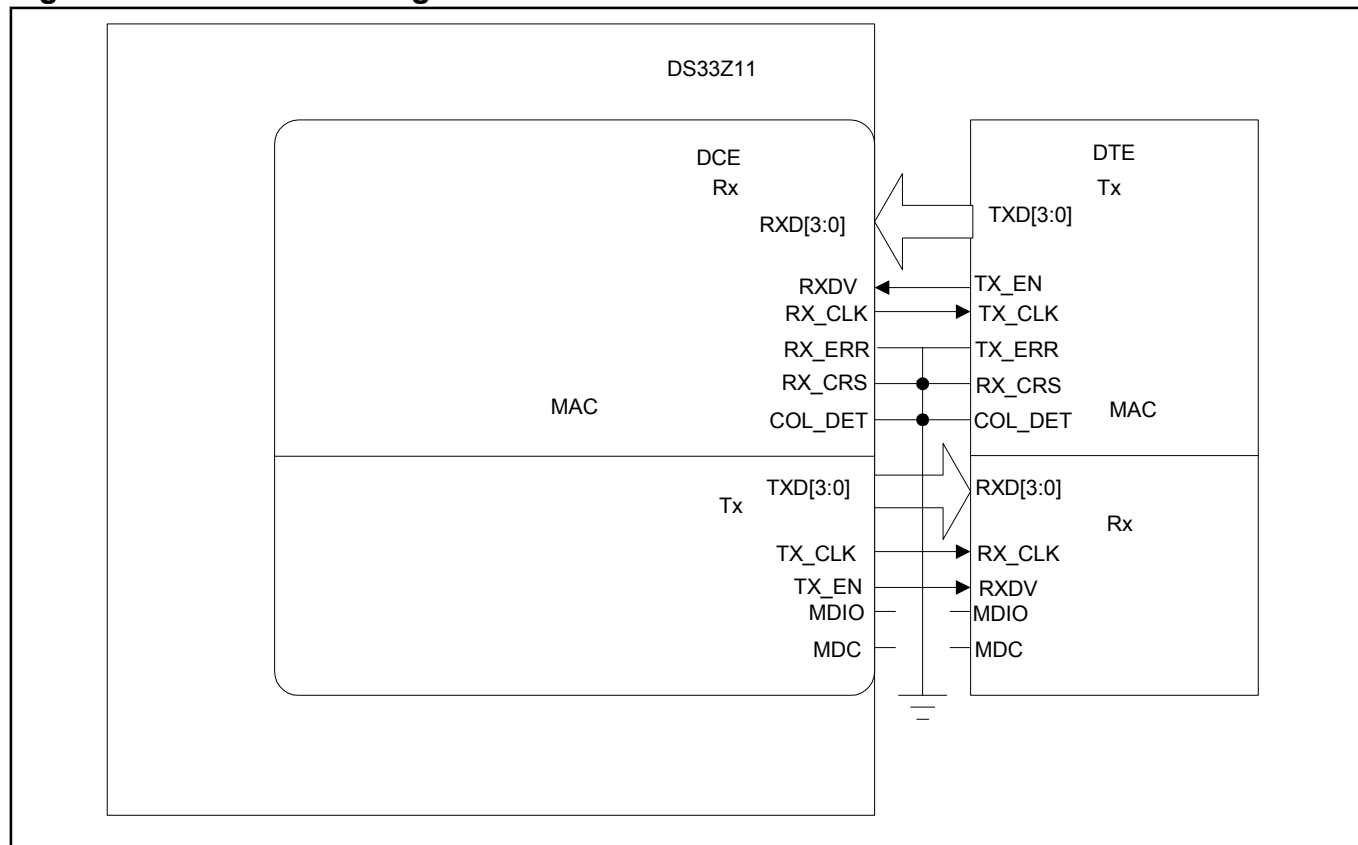 DS33Z11
DCE
Rx
RXD[3:0]
RXDV
RX_CLK
RX_ERR
RX_CRS
MAC
COL_DET
Tx
TXD[3:0]
TX_CLK
TX_EN
MDIO
MDC
DTE
Tx
TXD[3:0]
TX_EN
TX_CLK
TX_ERR
RX_CRS
COL_DET
MAC
RXD[3:0]
Rx
RX_CLK
RXDV
MDIO
MDC